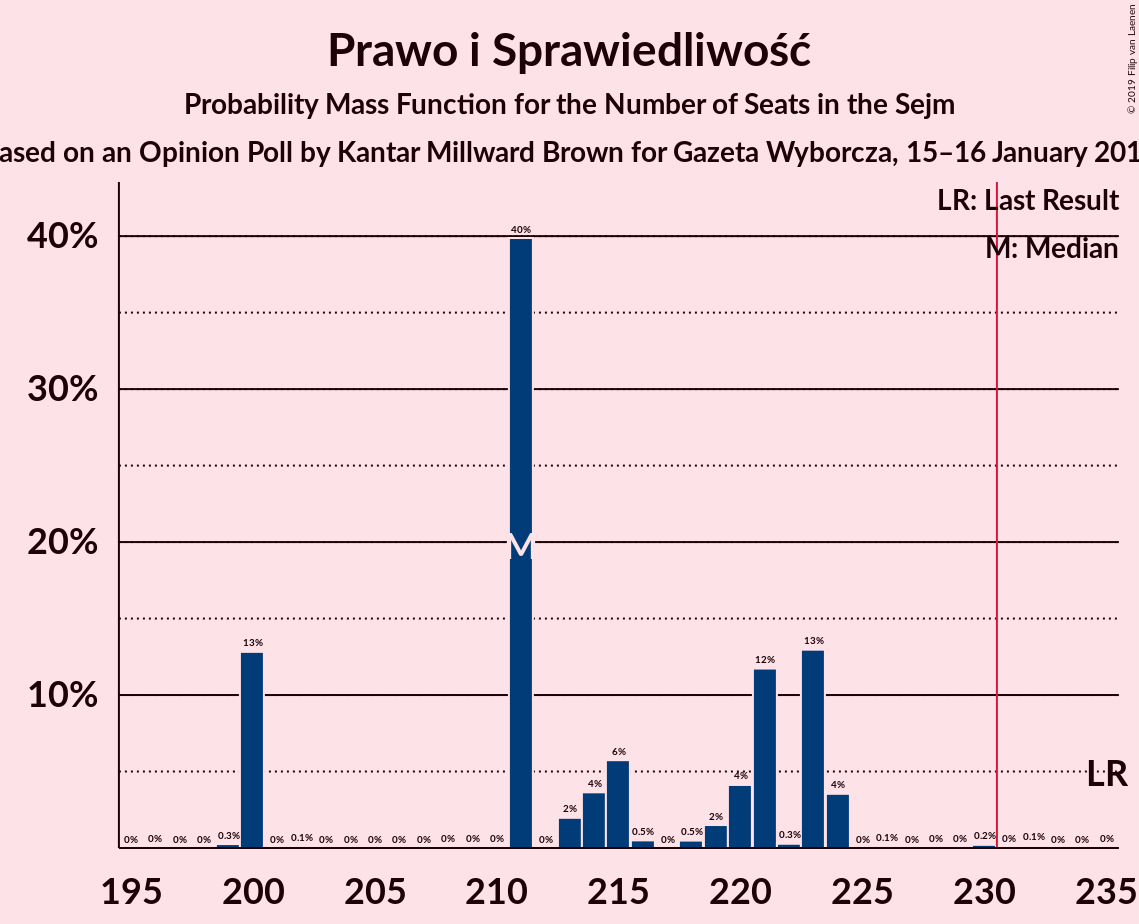 Prawo i Sprawiedliwość
Probability Mass Function for the Number of Seats in the Sejm
ased on an Opinion Poll by Kantar Millward Brown for Gazeta Wyborcza, 15–16 January 201
© 2019 Filip van Laenen
LR: Last Result
M: Median
40%
30%
20%
10%
0% 0% 0% 0% 0.3% 13% 0% 0.1% 0% 0% 0% 0% 0% 0% 0% 0% 40% 0% 2% 4% 6% 0.5% 0% 0.5% 2% 4% 12% 0.3% 13% 4% 0% 0.1% 0% 0% 0% 0.2% 0% 0.1% 0% 0% 0%
M
LR
195 200 205 210 215 220 225 230 235